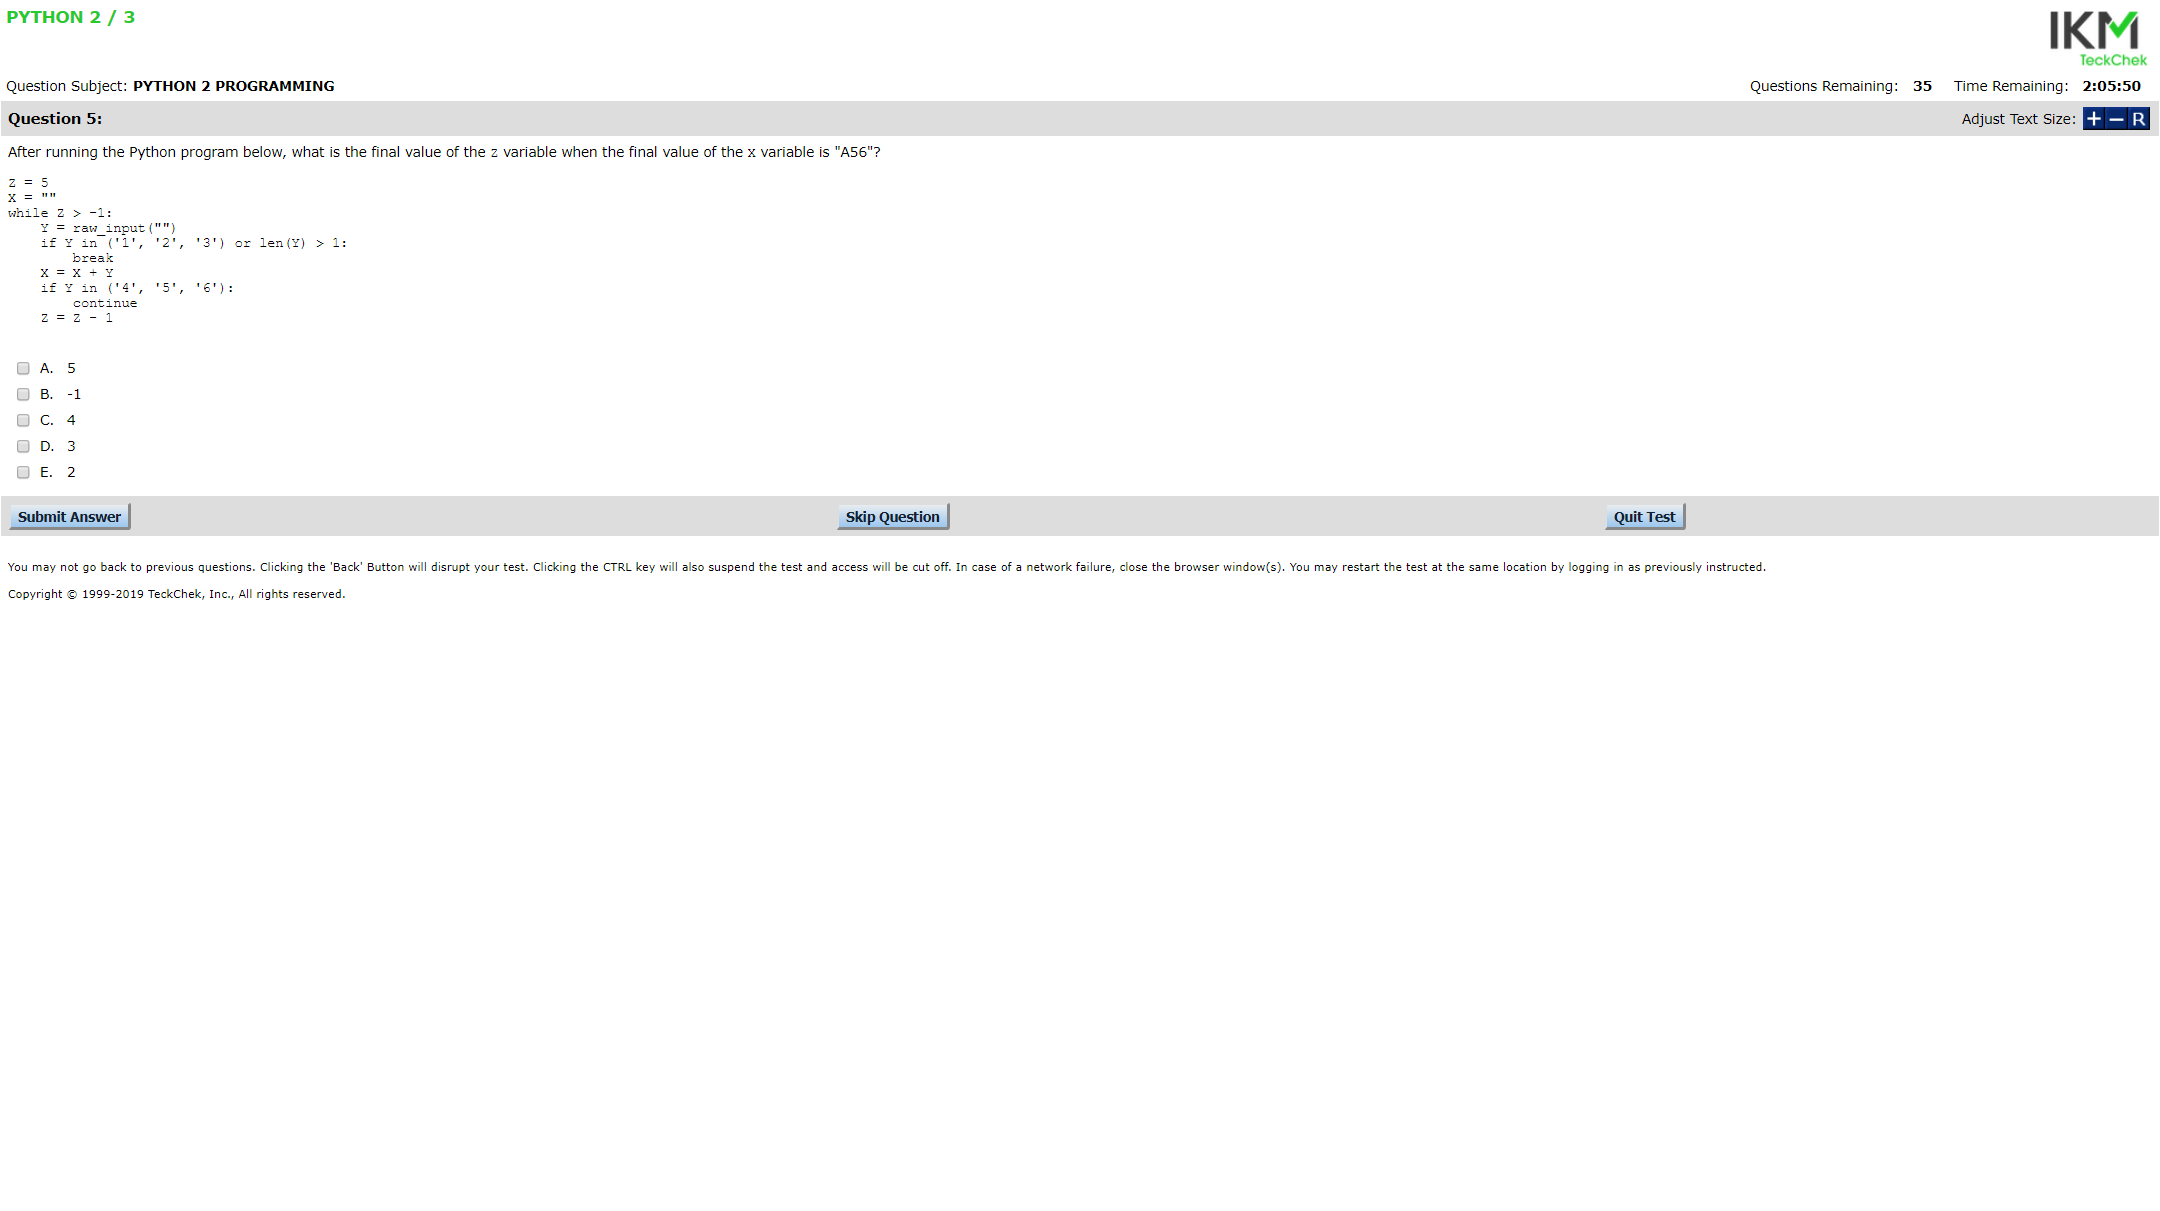 PYTHON 2 / 3
IKM
TeckChek
Question Subject: PYTHON 2 PROGRAMMING
Questions Remaining: 35 Time Remaining: 2:05:50
Question 5:
Adjust Text Size: + − R
After running the Python program below, what is the final value of the z variable when the final value of the x variable is "A56"?
Z = 5
X = ""
while Z > -1:
    Y = raw_input("")
    if Y in ('1', '2', '3') or len(Y) > 1:
        break
    X = X + Y
    if Y in ('4', '5', '6'):
        continue
    Z = Z - 1
A. 5
B. -1
C. 4
D. 3
E. 2
Submit Answer Skip Question Quit Test
You may not go back to previous questions. Clicking the 'Back' Button will disrupt your test. Clicking the CTRL key will also suspend the test and access will be cut off. In case of a network failure, close the browser window(s). You may restart the test at the same location by logging in as previously instructed.
Copyright © 1999-2019 TeckChek, Inc., All rights reserved.